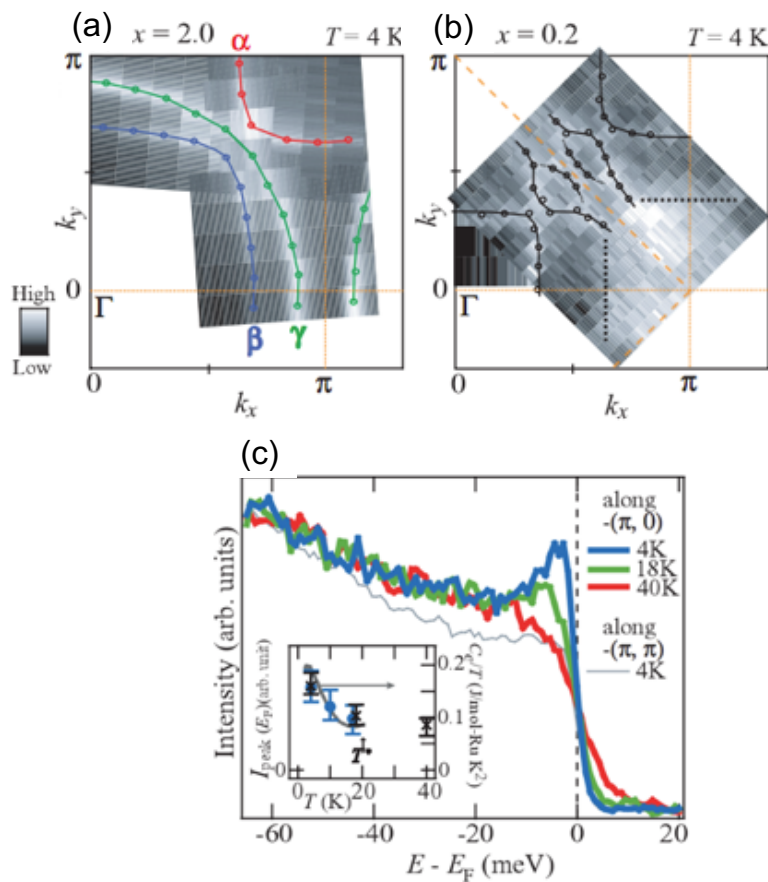 (a) x = 2.0 α T = 4 K
(b) x = 0.2 T = 4 K
π
k_y
0
Γ
β γ
High
Low
0 π
k_x
π
k_y
0
Γ
0 π
k_x
(c)
Intensity (arb. units)
along
-(π, 0)
4K
18K
40K
along
-(π, π)
4K
I_peak (E_F)(arb. unit)
0
C_e/T (J/mol-Ru K²)
0.2
0.1
0
T*
0 20 40
T (K)
-60 -40 -20 0 20
E - E_F (meV)